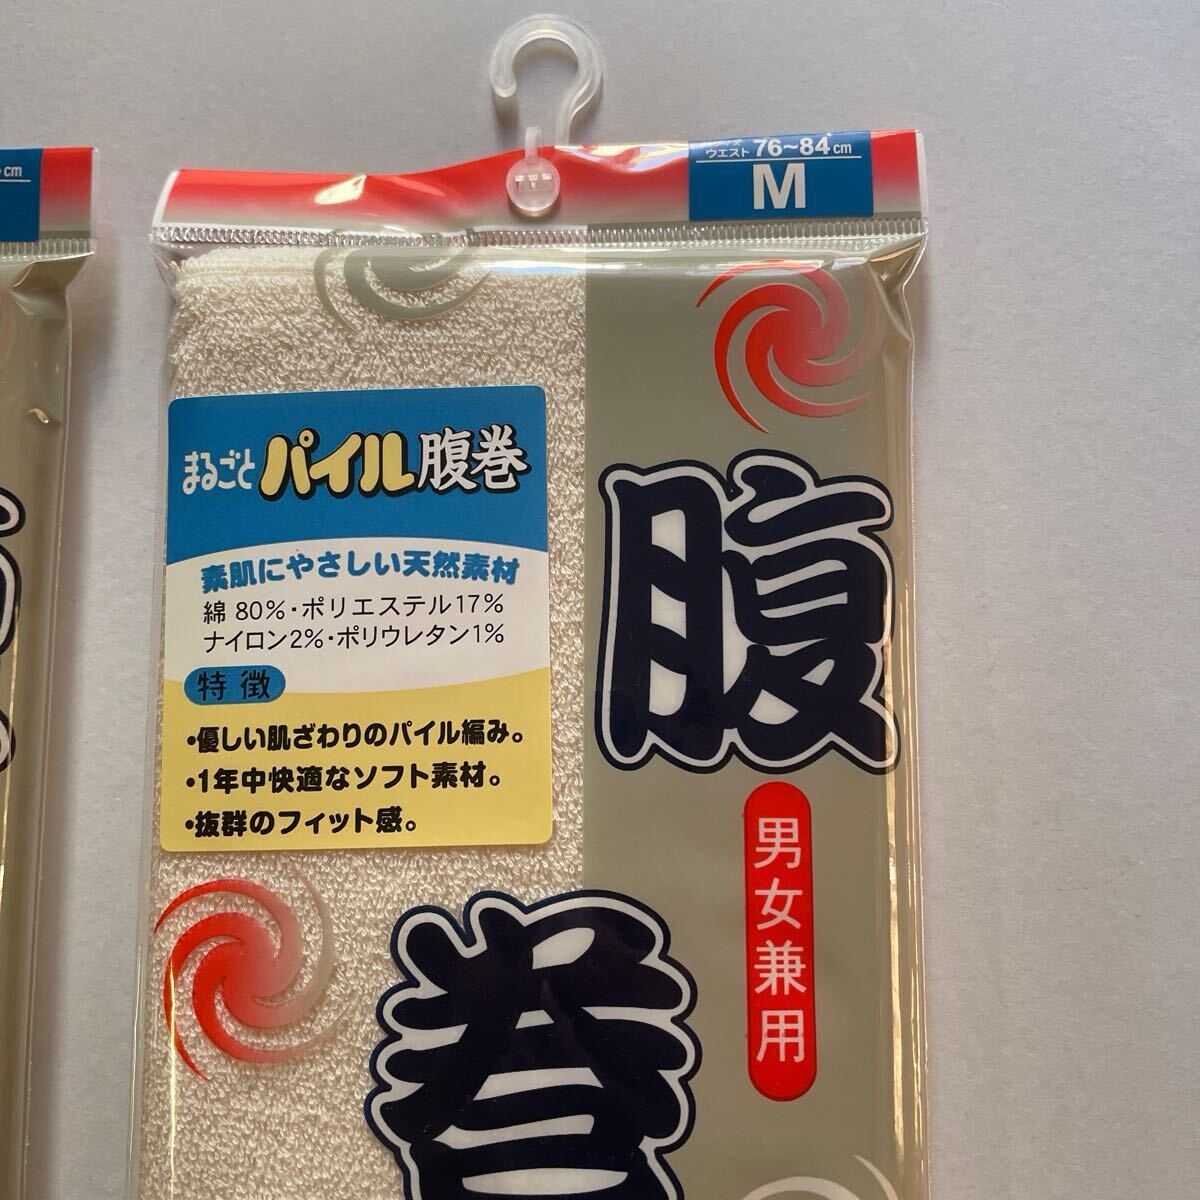 cm
ウエスト 76~84cm
M
まるごとパイル腹巻
素肌にやさしい天然素材
綿 80%・ポリエステル17%
ナイロン2%・ポリウレタン1%
特徴
・優しい肌ざわりのパイル編み。
・1年中快適なソフト素材。
・抜群のフィット感。
腹巻
男女兼用